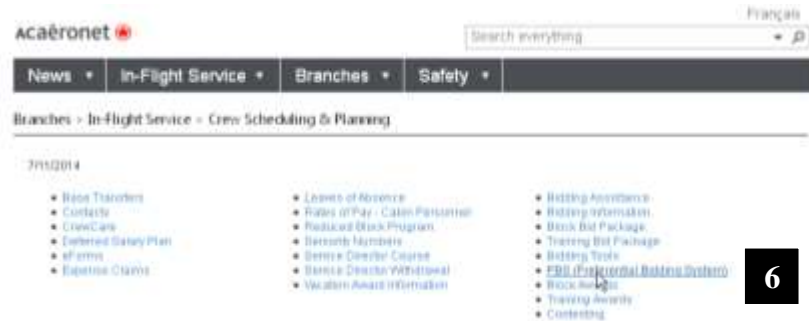 Français
ACaëronet
Search everything
News In-Flight Service Branches Safety
Branches > In-Flight Service > Crew Scheduling & Planning
7/11/2014
Base Transfers
Contacts
CrewCare
Deferred Salary Plan
eForms
Expense Claims
Leaves of Absence
Rates of Pay - Cabin Personnel
Reduced Block Program
Seniority Numbers
Service Director Course
Service Director Withdrawal
Vacation Award Information
Bidding Assistance
Bidding Information
Block Bid Package
Training Bid Package
Bidding Tools
PBS (Preferential Bidding System)
Block Awards
Training Awards
Contesting
6